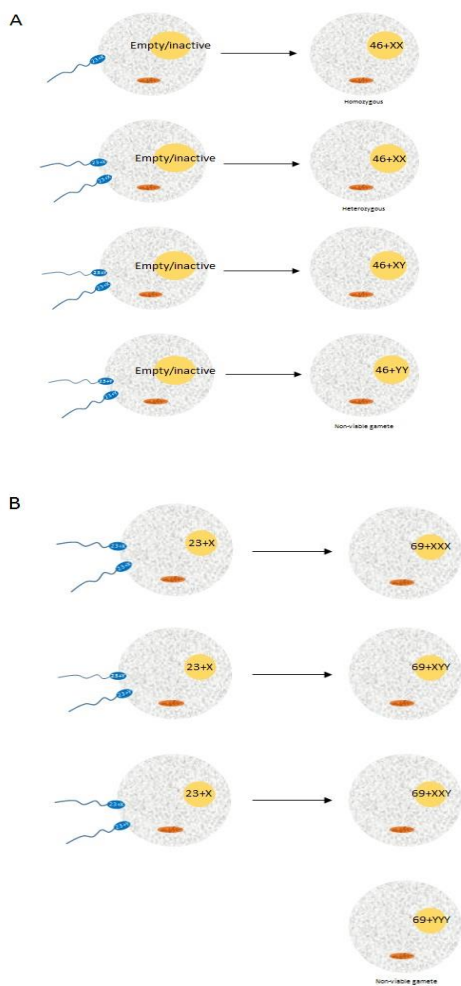 A
Empty/inactive
46+XX
Homozygous
Empty/inactive
46+XX
Heterozygous
Empty/inactive
46+XY
Empty/inactive
46+YY
Non-viable gamete
B
23+X
69+XXX
23+X
69+XYY
23+X
69+XXY
69+YYY
Non-viable gamete